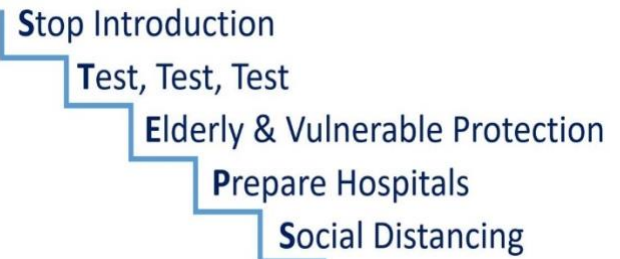 Stop Introduction
Test, Test, Test
Elderly & Vulnerable Protection
Prepare Hospitals
Social Distancing